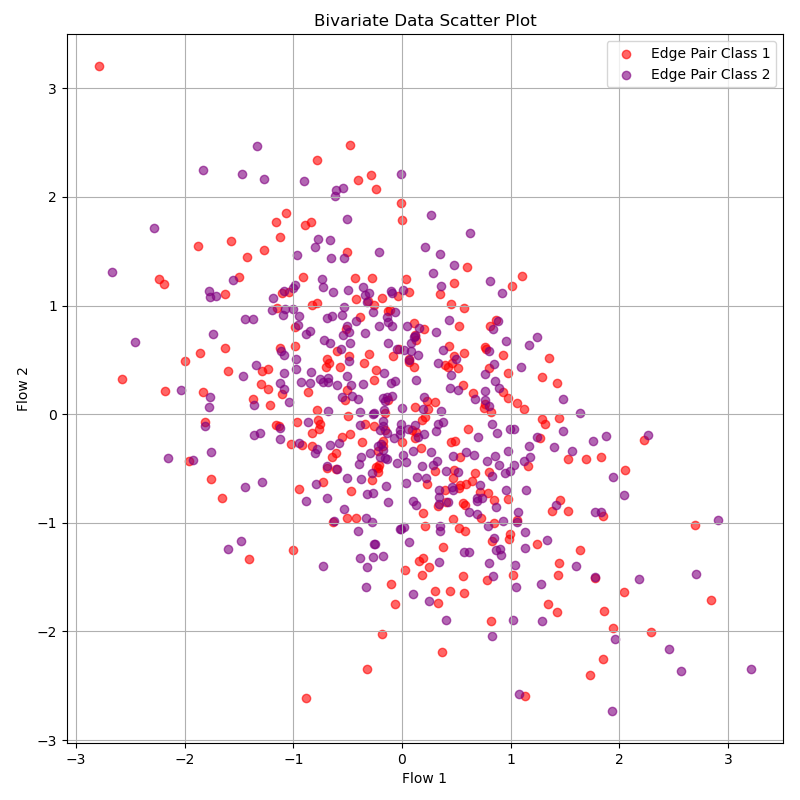 Bivariate Data Scatter Plot
Edge Pair Class 1
Edge Pair Class 2
Flow 2
3
2
1
0
−1
−2
−3
−3
−2
−1
0
1
2
3
Flow 1